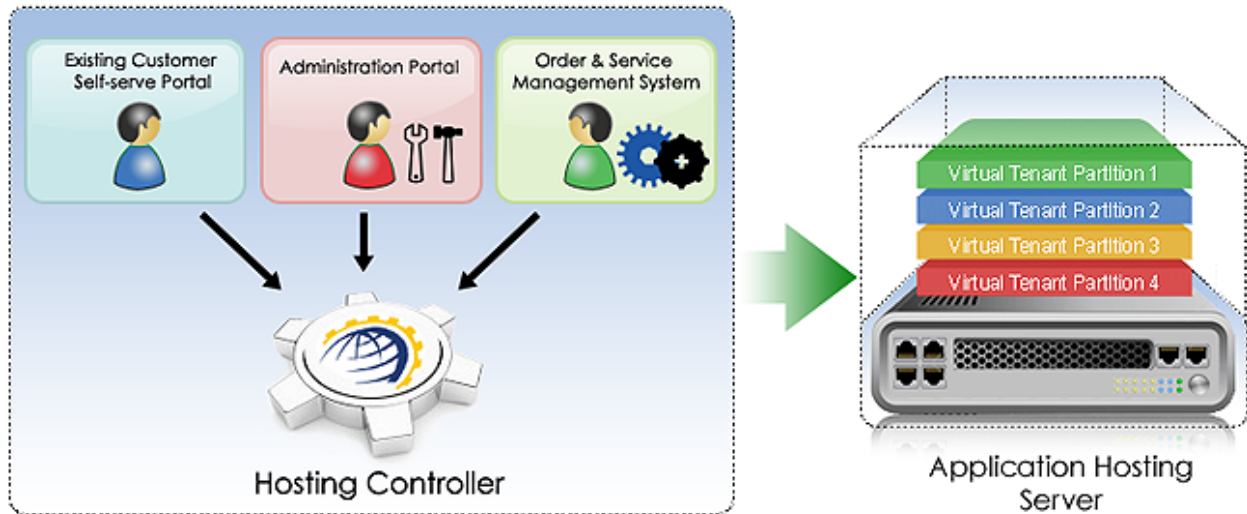 Existing Customer
Self-serve Portal
Administration Portal
Order & Service
Management System
Hosting Controller
Virtual Tenant Partition 1
Virtual Tenant Partition 2
Virtual Tenant Partition 3
Virtual Tenant Partition 4
Application Hosting
Server